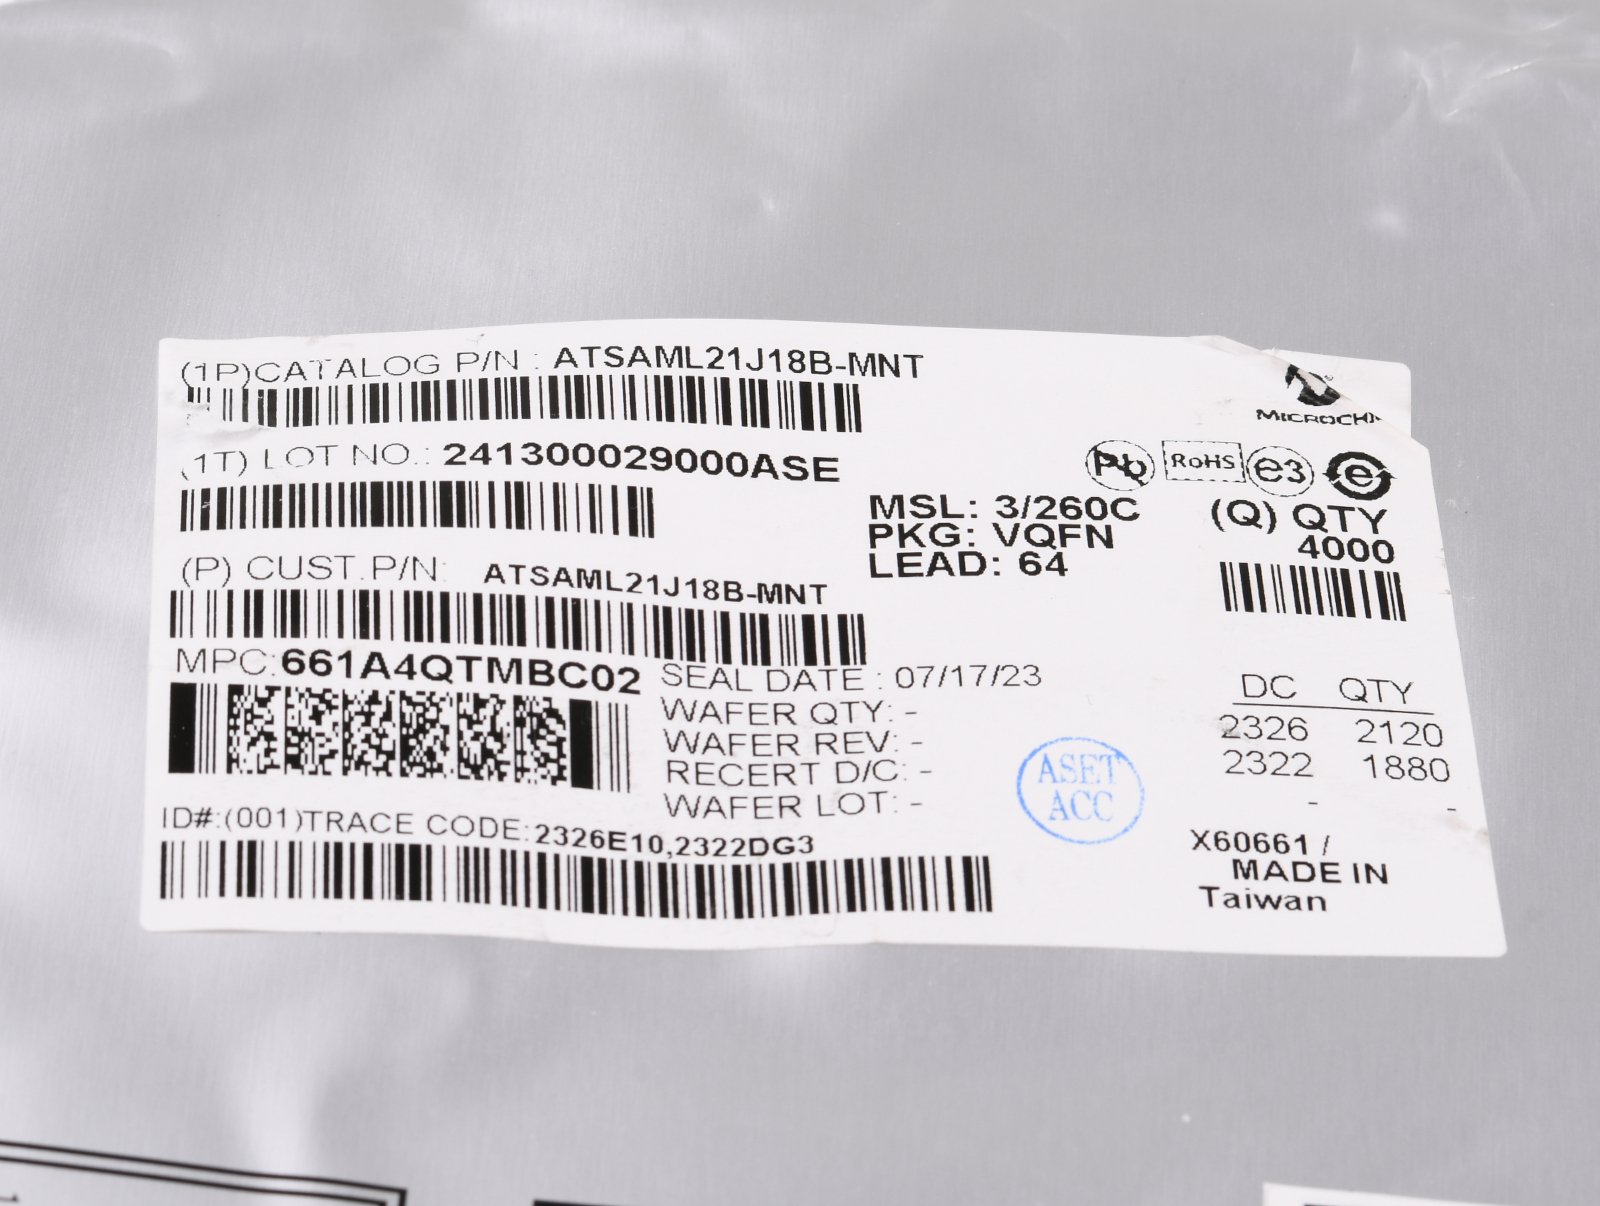 (1P)CATALOG P/N : ATSAML21J18B-MNT
MICROCHI
(1T) LOT NO.: 241300029000ASE
Pb RoHS e3 e
MSL: 3/260C
PKG: VQFN
LEAD: 64
(Q) QTY
4000
(P) CUST.P/N: ATSAML21J18B-MNT
MPC:661A4QTMBC02
SEAL DATE : 07/17/23
WAFER QTY: -
WAFER REV: -
RECERT D/C: -
WAFER LOT: -
ASET
ACC
DC QTY
2326 2120
2322 1880
- -
ID#:(001)TRACE CODE:2326E10,2322DG3
X60661 /
MADE IN
Taiwan